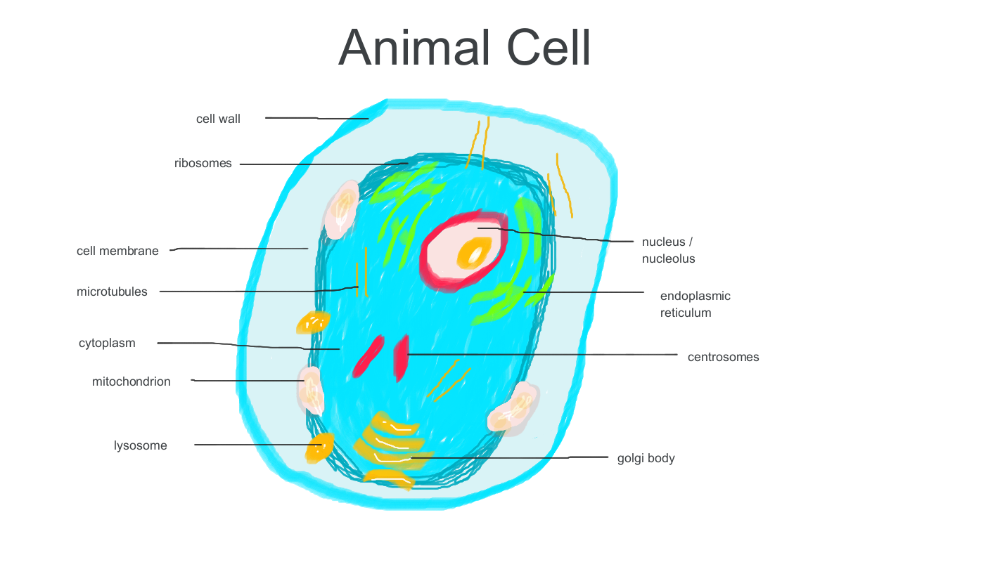 Animal Cell
cell wall
ribosomes
cell membrane
microtubules
cytoplasm
mitochondrion
lysosome
nucleus /
nucleolus
endoplasmic
reticulum
centrosomes
golgi body